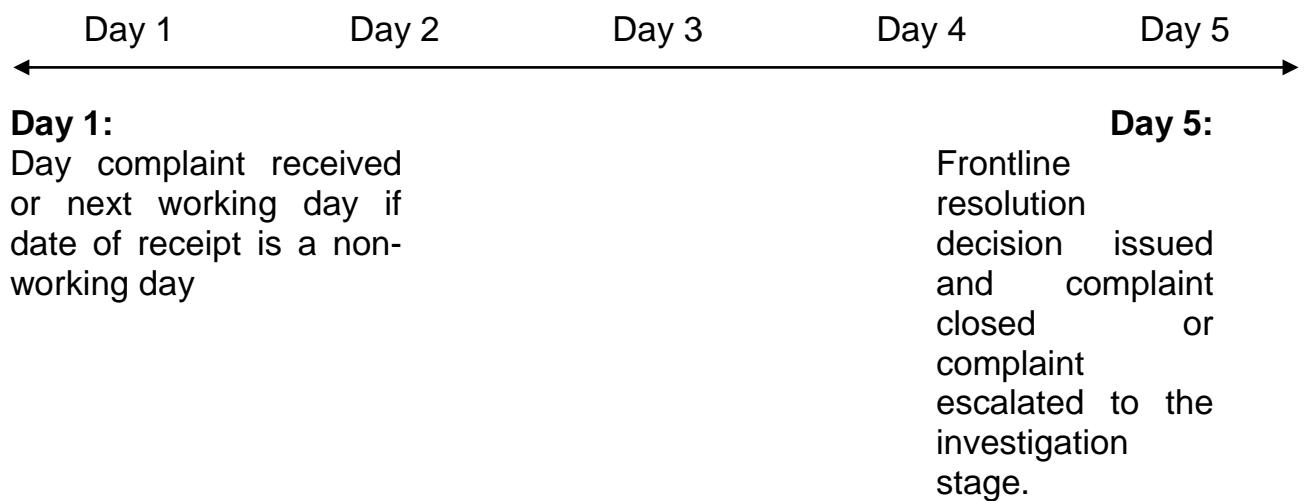 Day 1 Day 2 Day 3 Day 4 Day 5
Day 1:
Day complaint received
or next working day if
date of receipt is a non-
working day
Day 5:
Frontline
resolution
decision issued
and complaint
closed or
complaint
escalated to the
investigation
stage.